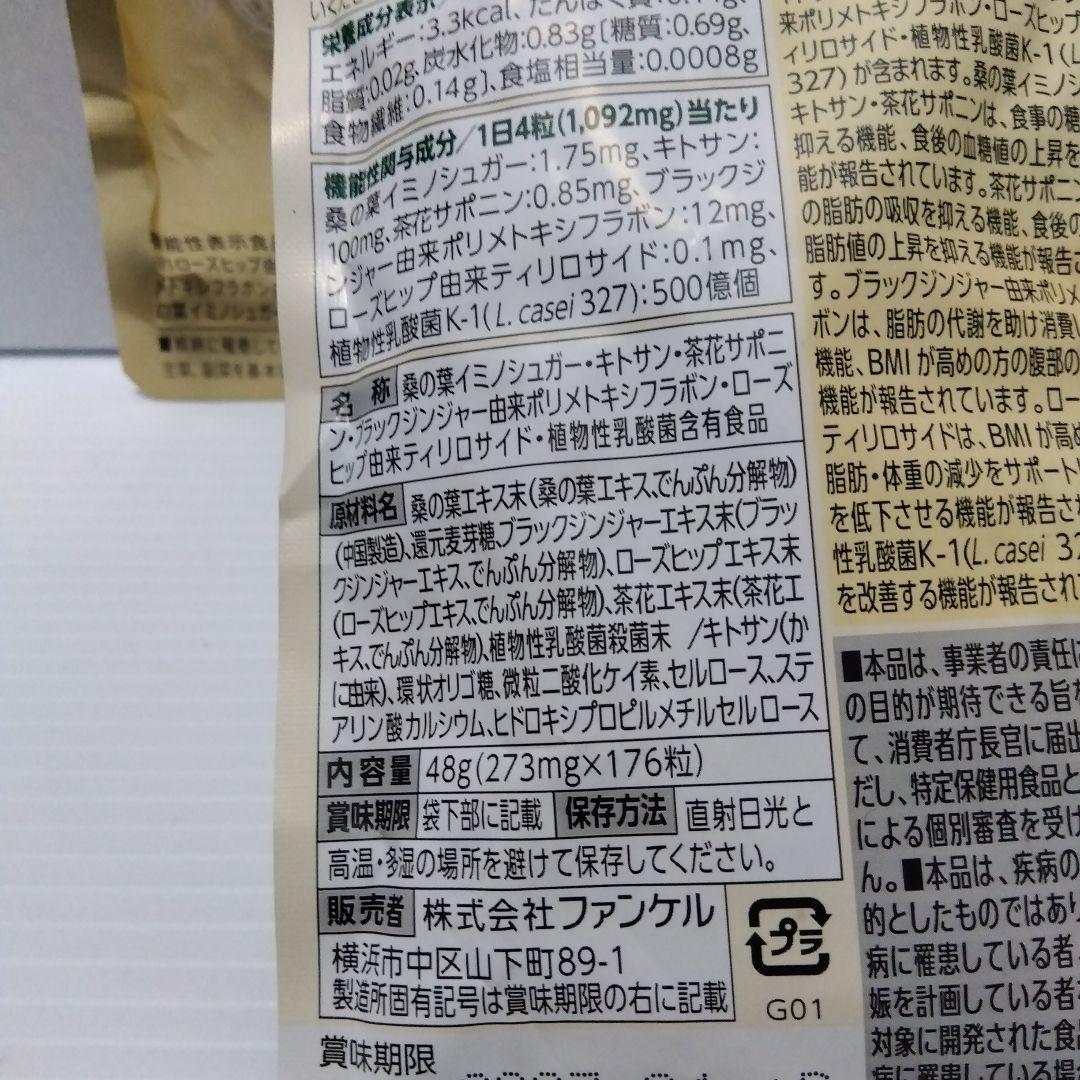 栄養成分表示
エネルギー:3.3kcal、たんぱく質
脂質:0.02g、炭水化物:0.83g〔糖質:0.69g、
食物繊維:0.14g〕、食塩相当量:0.0008g
機能性関与成分/1日4粒(1,092mg)当たり
桑の葉イミノシュガー:1.75mg、キトサン:
100mg、茶花サポニン:0.85mg、ブラックジ
ンジャー由来ポリメトキシフラボン:12mg、
ローズヒップ由来ティリロサイド:0.1mg、
植物性乳酸菌K-1(L. casei 327):500億個
名 称 桑の葉イミノシュガー・キトサン・茶花サポニ
ン・ブラックジンジャー由来ポリメトキシフラボン・ローズ
ヒップ由来ティリロサイド・植物性乳酸菌含有食品
原材料名 桑の葉エキス末(桑の葉エキス、でんぷん分解物)
(中国製造)、還元麦芽糖、ブラックジンジャーエキス末(ブラッ
クジンジャーエキス、でんぷん分解物)、ローズヒップエキス末
(ローズヒップエキス、でんぷん分解物)、茶花エキス末(茶花エ
キス、でんぷん分解物)、植物性乳酸菌殺菌末 /キトサン(か
に由来)、環状オリゴ糖、微粒二酸化ケイ素、セルロース、ステ
アリン酸カルシウム、ヒドロキシプロピルメチルセルロース
内容量 48g(273mg×176粒)
賞味期限 袋下部に記載 保存方法 直射日光と
高温・多湿の場所を避けて保存してください。
販売者 株式会社ファンケル
横浜市中区山下町89-1
製造所固有記号は賞味期限の右に記載
プラ
G01
賞味期限
来ポリメトキシフラボン・ローズヒップ
ィリロサイド・植物性乳酸菌K-1(L
327)が含まれます。桑の葉イミノシ
キトサン・茶花サポニンは、食事の糖
抑える機能、食後の血糖値の上昇を
能が報告されています。茶花サポニン
の脂肪の吸収を抑える機能、食後の
脂肪値の上昇を抑える機能が報告
す。ブラックジンジャー由来ポリメ
ボンは、脂肪の代謝を助け消費
機能、BMIが高めの方の腹部の
機能が報告されています。ロー
ティリロサイドは、BMIが高め
脂肪・体重の減少をサポート
を低下させる機能が報告さ
性乳酸菌K-1(L. casei 32
を改善する機能が報告され
■本品は、事業者の責任
の目的が期待できる旨
て、消費者庁長官に届出
だし、特定保健用食品と
による個別審査を受け
ん。■本品は、疾病の
的としたものではあり
病に罹患している者
娠を計画している者
対象に開発された食
病に罹患している場